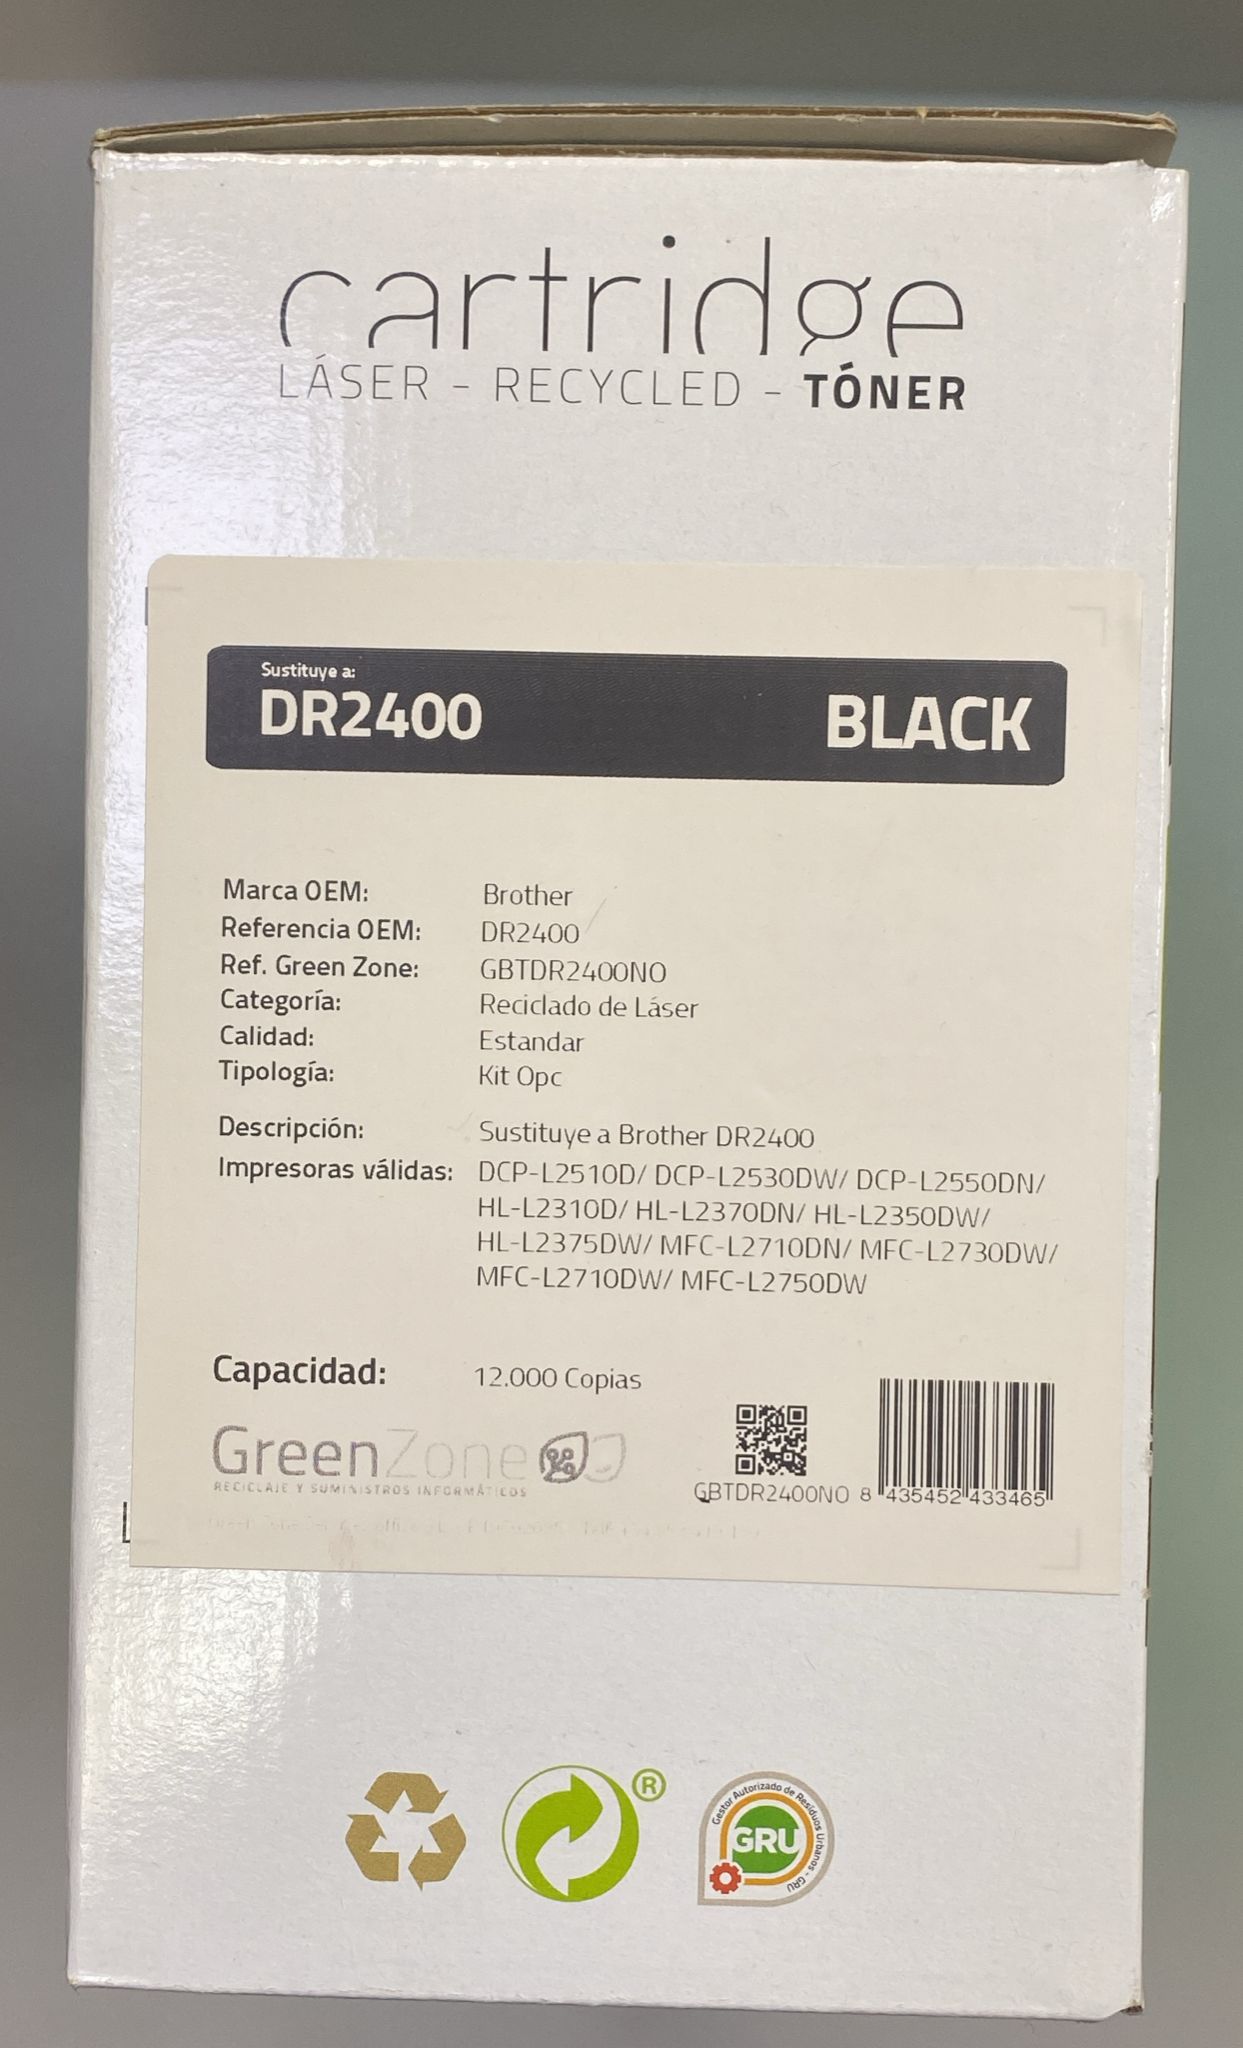 cartridge
LÁSER - RECYCLED - TÓNER
Sustituye a:
DR2400 BLACK
Marca OEM: Brother
Referencia OEM: DR2400
Ref. Green Zone: GBTDR2400NO
Categoría: Reciclado de Láser
Calidad: Estandar
Tipología: Kit Opc
Descripción: Sustituye a Brother DR2400
Impresoras válidas: DCP-L2510D/ DCP-L2530DW/ DCP-L2550DN/
HL-L2310D/ HL-L2370DN/ HL-L2350DW/
HL-L2375DW/ MFC-L2710DN/ MFC-L2730DW/
MFC-L2710DW/ MFC-L2750DW
Capacidad: 12.000 Copias
GreenZone
RECICLAJE Y SUMINISTROS INFORMÁTICOS
GBTDR2400NO 8 435452 433465
®
Gestor Autorizado de Residuos Urbanos - GRU
GRU